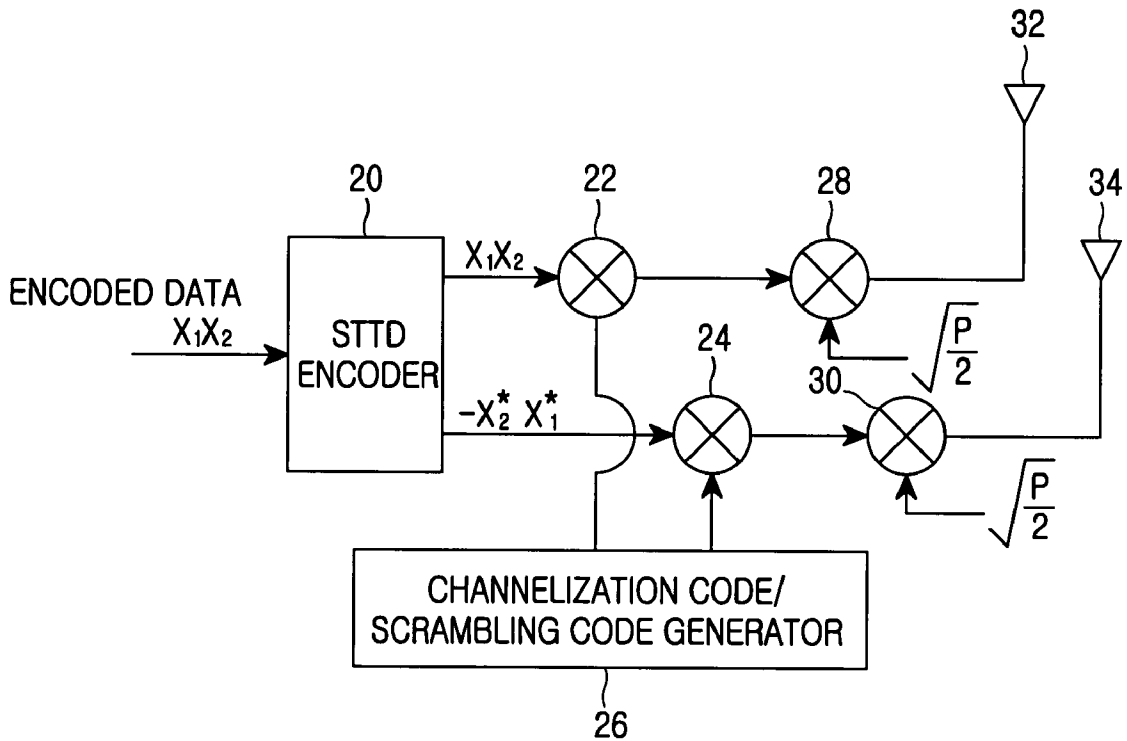 32
20
22
28
34
X₁X₂
ENCODED DATA
X₁X₂
STTD
ENCODER
24
√P/2
30
-X₂* X₁*
√P/2
CHANNELIZATION CODE/
SCRAMBLING CODE GENERATOR
26